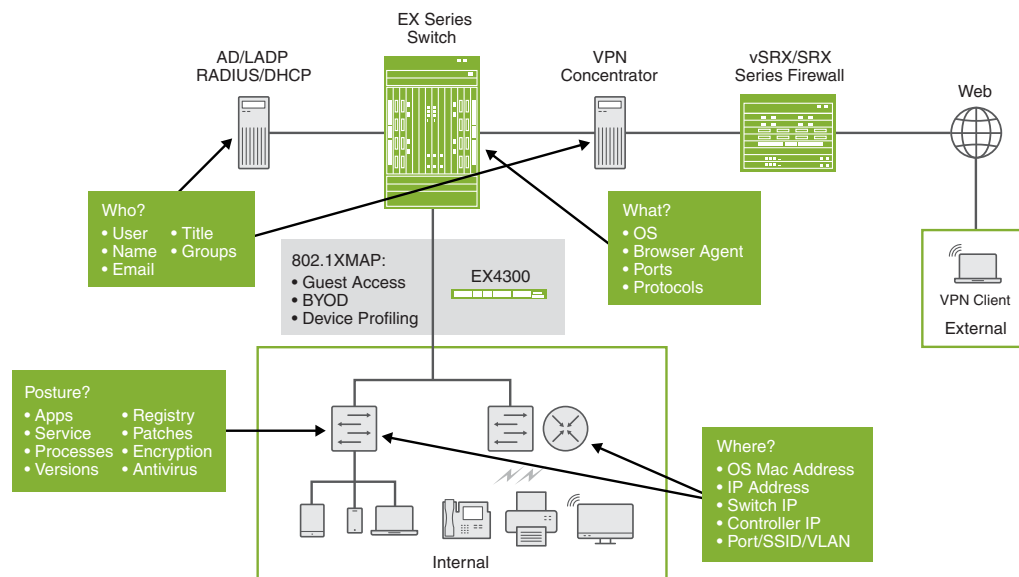 EX Series
Switch
AD/LADP
RADIUS/DHCP
VPN
Concentrator
vSRX/SRX
Series Firewall
Web
Who?
• User • Title
• Name • Groups
• Email
What?
• OS
• Browser Agent
• Ports
• Protocols
802.1XMAP:
• Guest Access
• BYOD
• Device Profiling
EX4300
VPN Client
External
Posture?
• Apps • Registry
• Service • Patches
• Processes • Encryption
• Versions • Antivirus
Where?
• OS Mac Address
• IP Address
• Switch IP
• Controller IP
• Port/SSID/VLAN
Internal